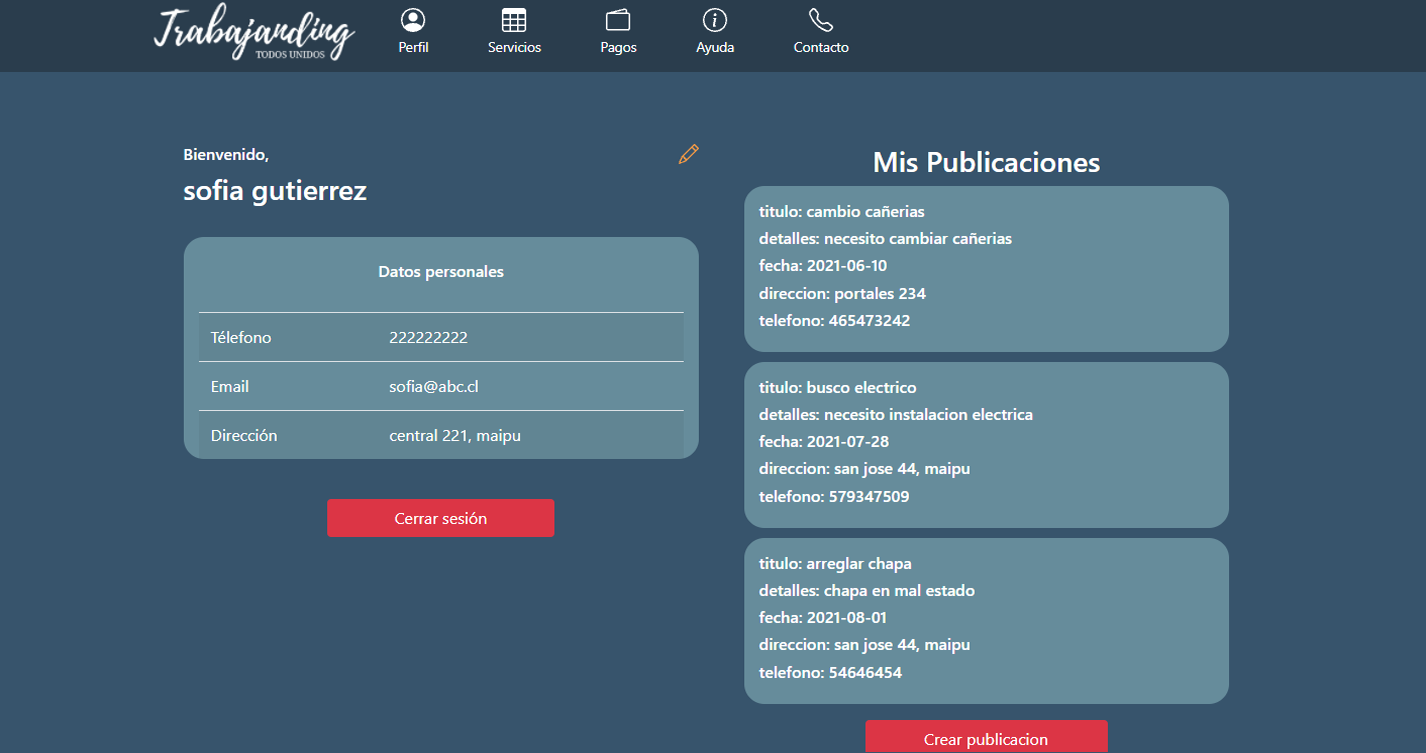 Trabajanding
TODOS UNIDOS
Perfil
Servicios
Pagos
Ayuda
Contacto
Bienvenido,
sofia gutierrez
Datos personales
Télefono 222222222
Email sofia@abc.cl
Dirección central 221, maipu
Cerrar sesión
Mis Publicaciones
titulo: cambio cañerias
detalles: necesito cambiar cañerias
fecha: 2021-06-10
direccion: portales 234
telefono: 465473242
titulo: busco electrico
detalles: necesito instalacion electrica
fecha: 2021-07-28
direccion: san jose 44, maipu
telefono: 579347509
titulo: arreglar chapa
detalles: chapa en mal estado
fecha: 2021-08-01
direccion: san jose 44, maipu
telefono: 54646454
Crear publicacion